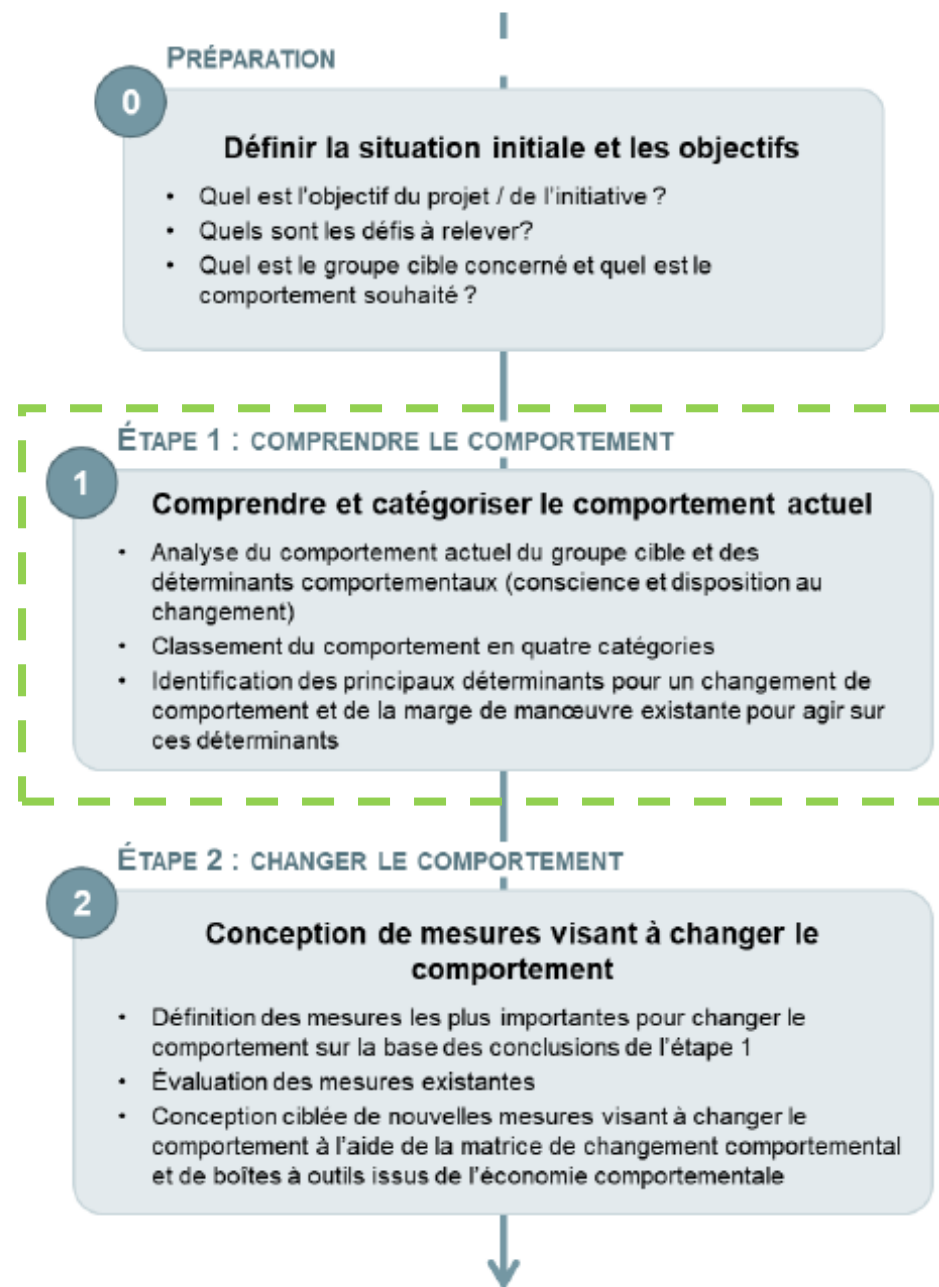 PRÉPARATION
0
Définir la situation initiale et les objectifs
• Quel est l'objectif du projet / de l'initiative ?
• Quels sont les défis à relever?
• Quel est le groupe cible concerné et quel est le
comportement souhaité ?
ÉTAPE 1 : COMPRENDRE LE COMPORTEMENT
1
Comprendre et catégoriser le comportement actuel
• Analyse du comportement actuel du groupe cible et des
déterminants comportementaux (conscience et disposition au
changement)
• Classement du comportement en quatre catégories
• Identification des principaux déterminants pour un changement de
comportement et de la marge de manœuvre existante pour agir sur
ces déterminants
ÉTAPE 2 : CHANGER LE COMPORTEMENT
2
Conception de mesures visant à changer le
comportement
• Définition des mesures les plus importantes pour changer le
comportement sur la base des conclusions de l'étape 1
• Évaluation des mesures existantes
• Conception ciblée de nouvelles mesures visant à changer le
comportement à l'aide de la matrice de changement comportemental
et de boîtes à outils issus de l'économie comportementale